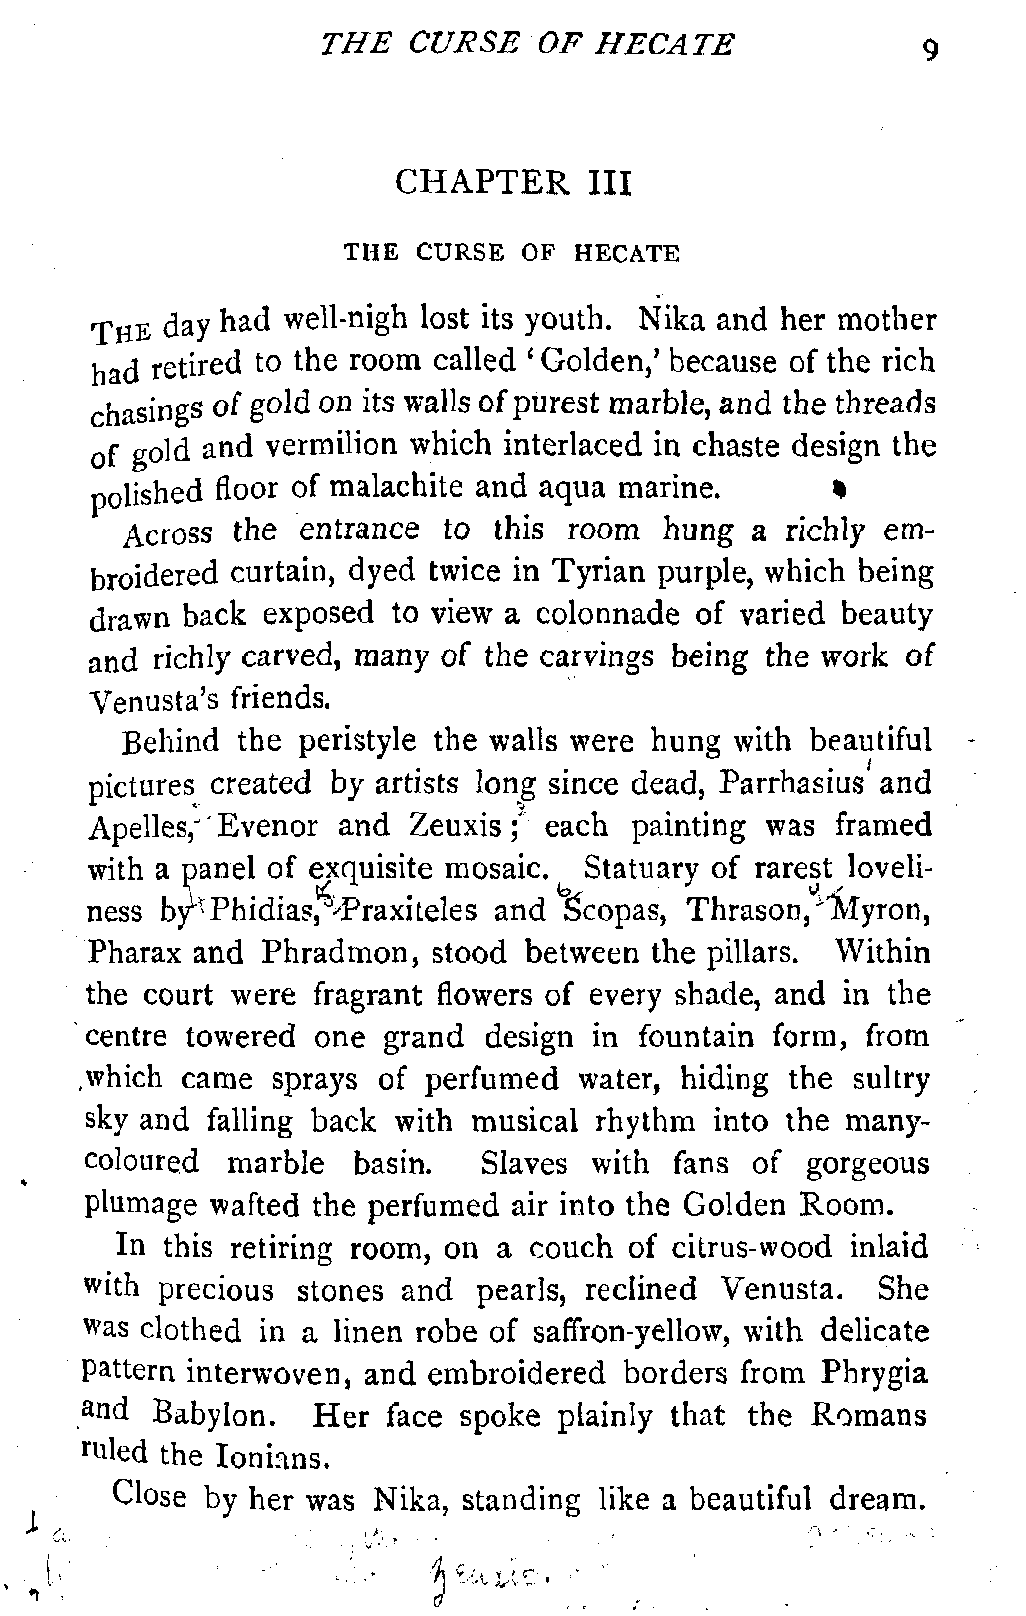 THE CURSE OF HECATE 9
CHAPTER III
THE CURSE OF HECATE
THE day had well-nigh lost its youth. Nika and her mother
had retired to the room called ‘Golden,’ because of the rich
chasings of gold on its walls of purest marble, and the threads
of gold and vermilion which interlaced in chaste design the
polished floor of malachite and aqua marine.
Across the entrance to this room hung a richly em-
broidered curtain, dyed twice in Tyrian purple, which being
drawn back exposed to view a colonnade of varied beauty
and richly carved, many of the carvings being the work of
Venusta's friends.
Behind the peristyle the walls were hung with beautiful
pictures created by artists long since dead, Parrhasius and
Apelles, Evenor and Zeuxis; each painting was framed
with a panel of exquisite mosaic. Statuary of rarest loveli-
ness by Phidias, Praxiteles and Scopas, Thrason, Myron,
Pharax and Phradmon, stood between the pillars. Within
the court were fragrant flowers of every shade, and in the
centre towered one grand design in fountain form, from
which came sprays of perfumed water, hiding the sultry
sky and falling back with musical rhythm into the many-
coloured marble basin. Slaves with fans of gorgeous
plumage wafted the perfumed air into the Golden Room.
In this retiring room, on a couch of citrus-wood inlaid
with precious stones and pearls, reclined Venusta. She
was clothed in a linen robe of saffron-yellow, with delicate
pattern interwoven, and embroidered borders from Phrygia
and Babylon. Her face spoke plainly that the Romans
ruled the Ionians.
Close by her was Nika, standing like a beautiful dream.